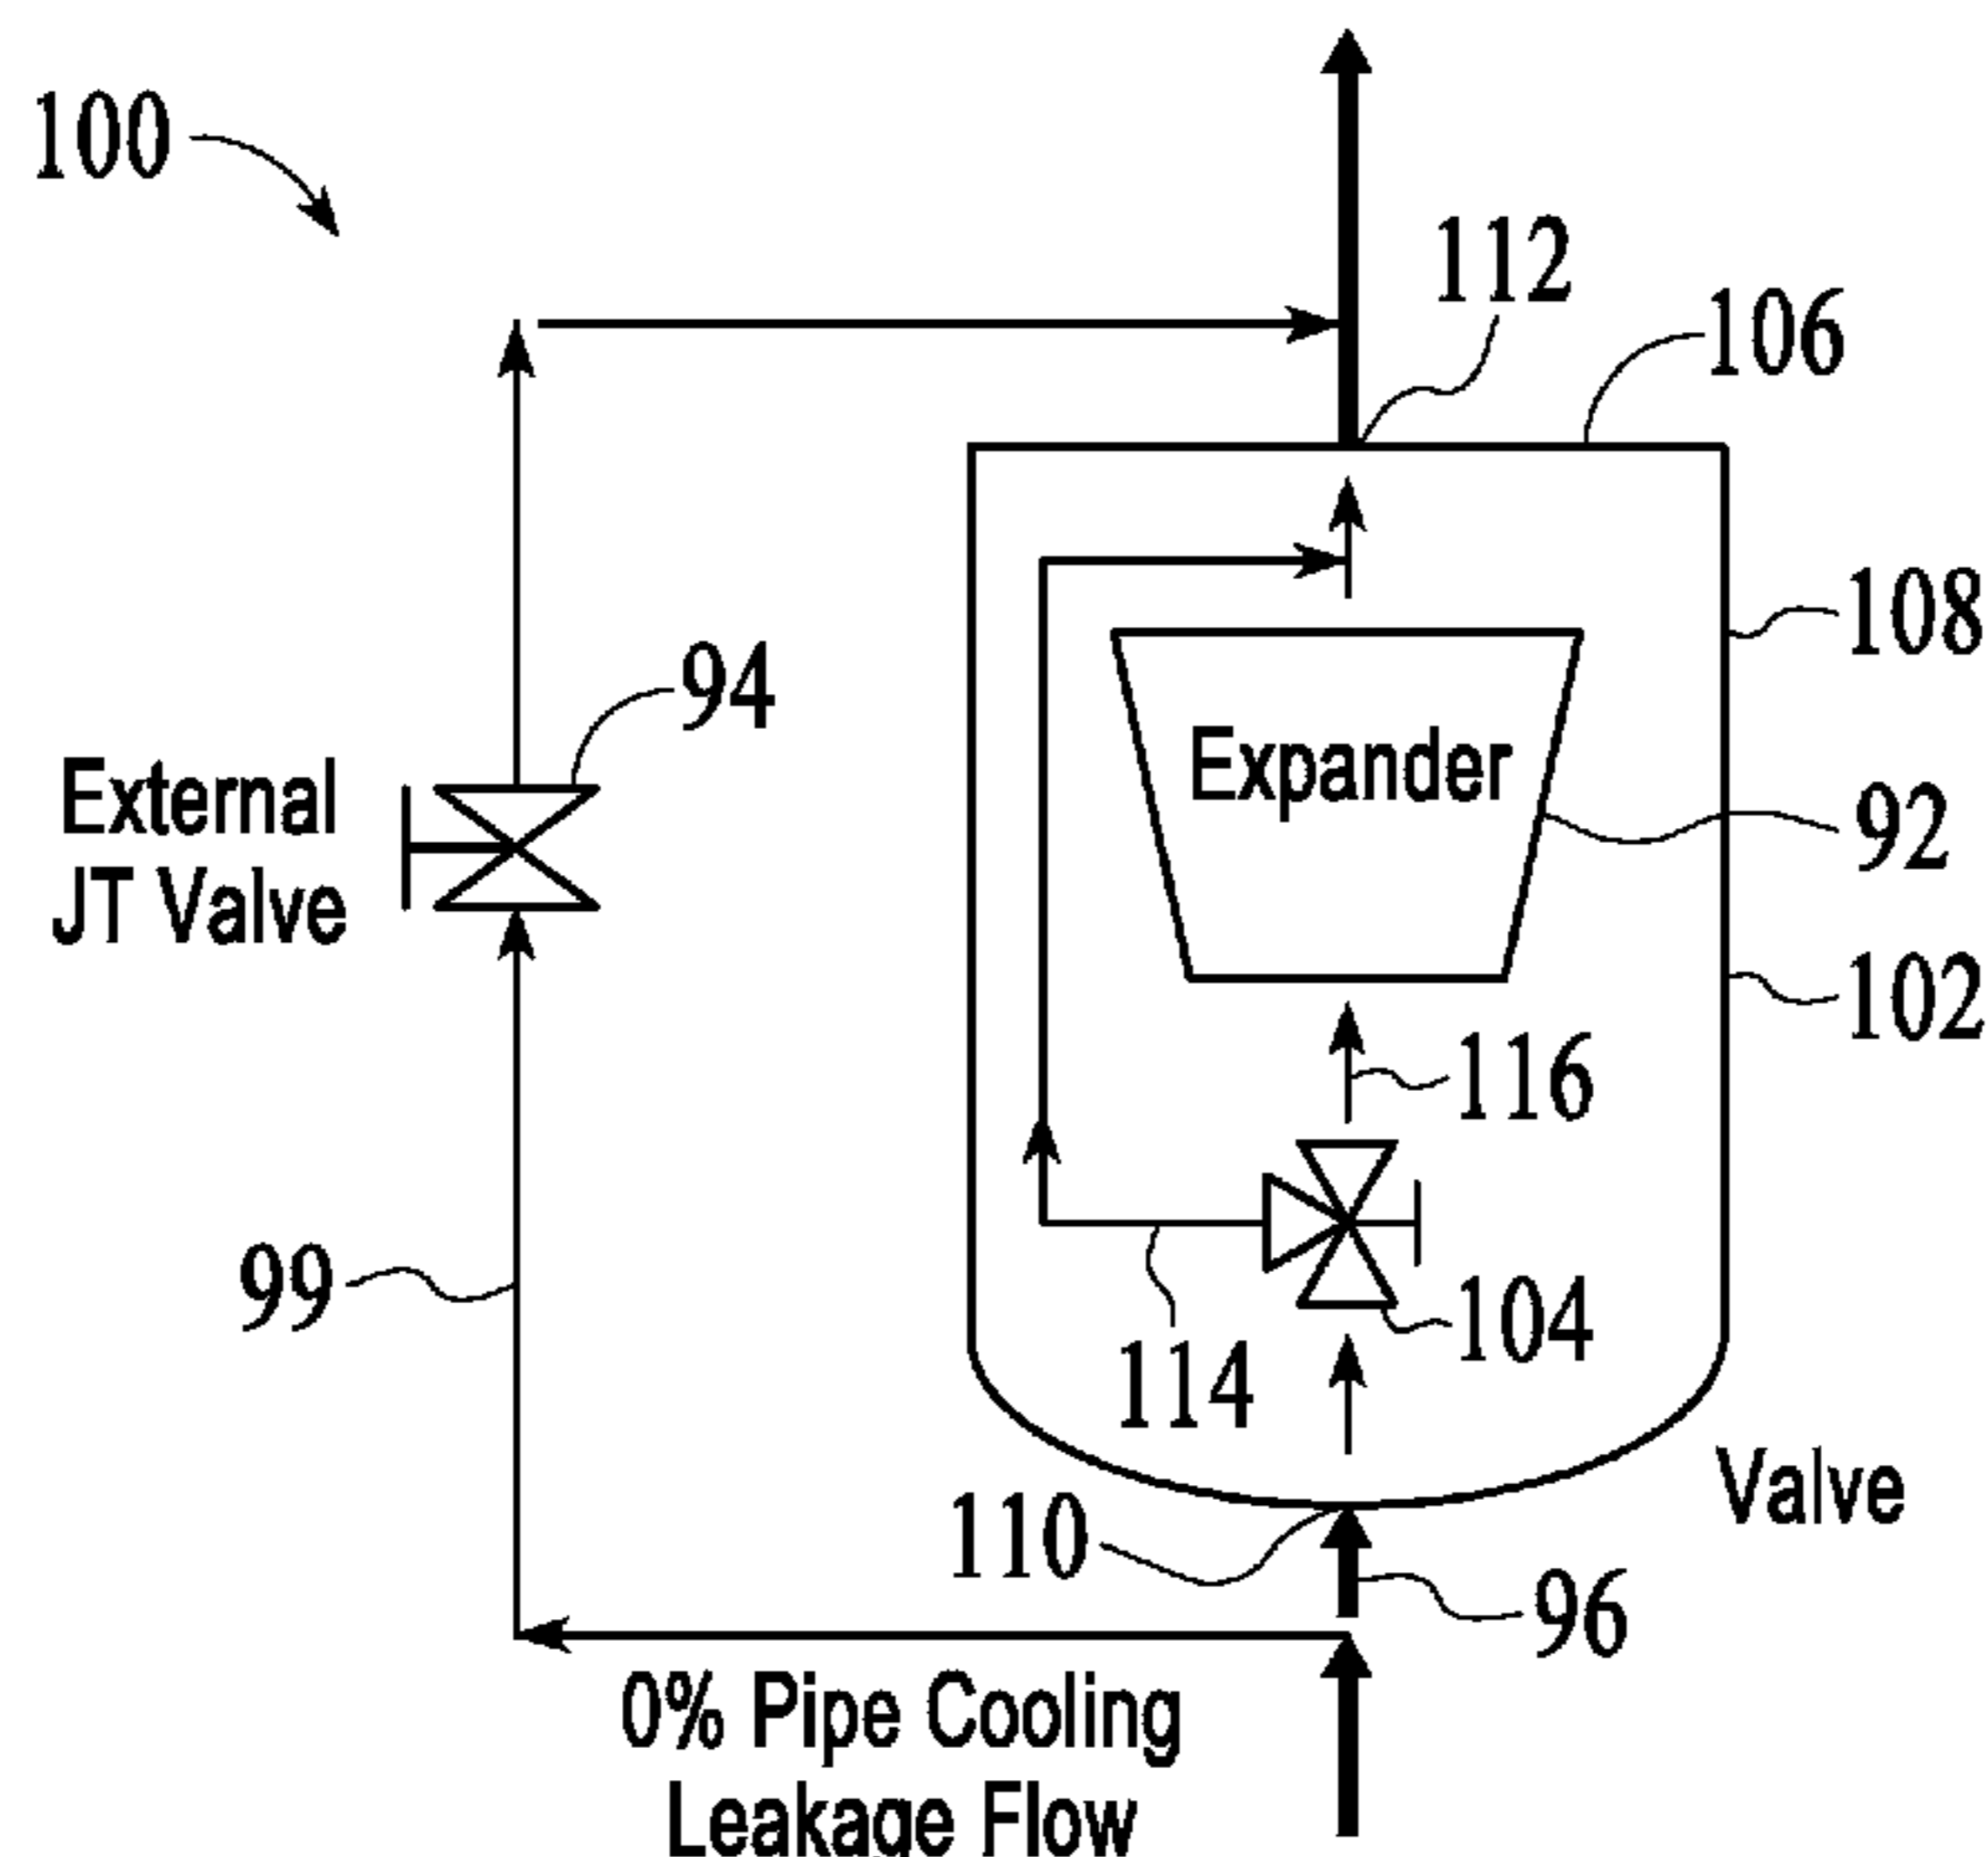 100
112
106
108
94
Expander
External
JT Valve
92
102
116
99
104
114
Valve
110
96
0% Pipe Cooling
Leakage Flow